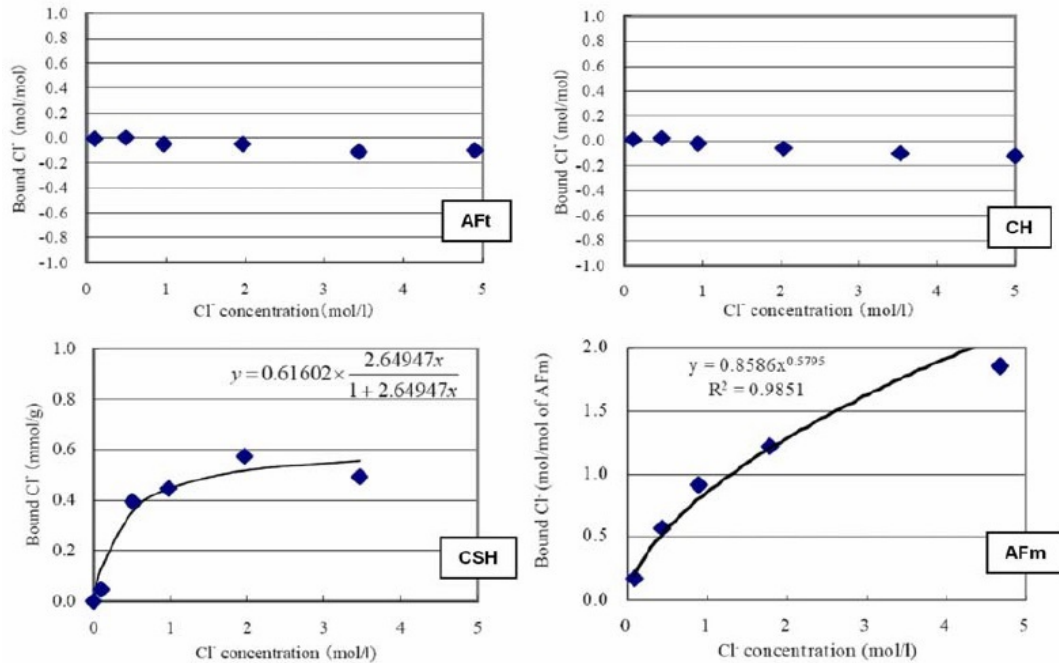 1.0
0.8
0.6
0.4
0.2
0.0
-0.2
-0.4
-0.6
-0.8
-1.0
Bound Cl⁻ (mol/mol)
AFt
0 1 2 3 4 5
Cl⁻ concentration(mol/l)
1.0
0.8
0.6
0.4
0.2
0.0
-0.2
-0.4
-0.6
-0.8
-1.0
Bound Cl⁻ (mol/mol)
CH
0 1 2 3 4 5
Cl⁻ concentration(mol/l)
1.0
0.8
0.6
0.4
0.2
0.0
Bound Cl⁻ (mmol/g)
y = 0.61602 × 2.64947x / 1 + 2.64947x
CSH
0 1 2 3 4 5
Cl⁻ concentration (mol/l)
2.0
1.5
1.0
0.5
0.0
Bound Cl⁻ (mol/mol of AFm)
y = 0.8586x^0.5795
R² = 0.9851
AFm
0 1 2 3 4 5
Cl⁻ concentration (mol/l)